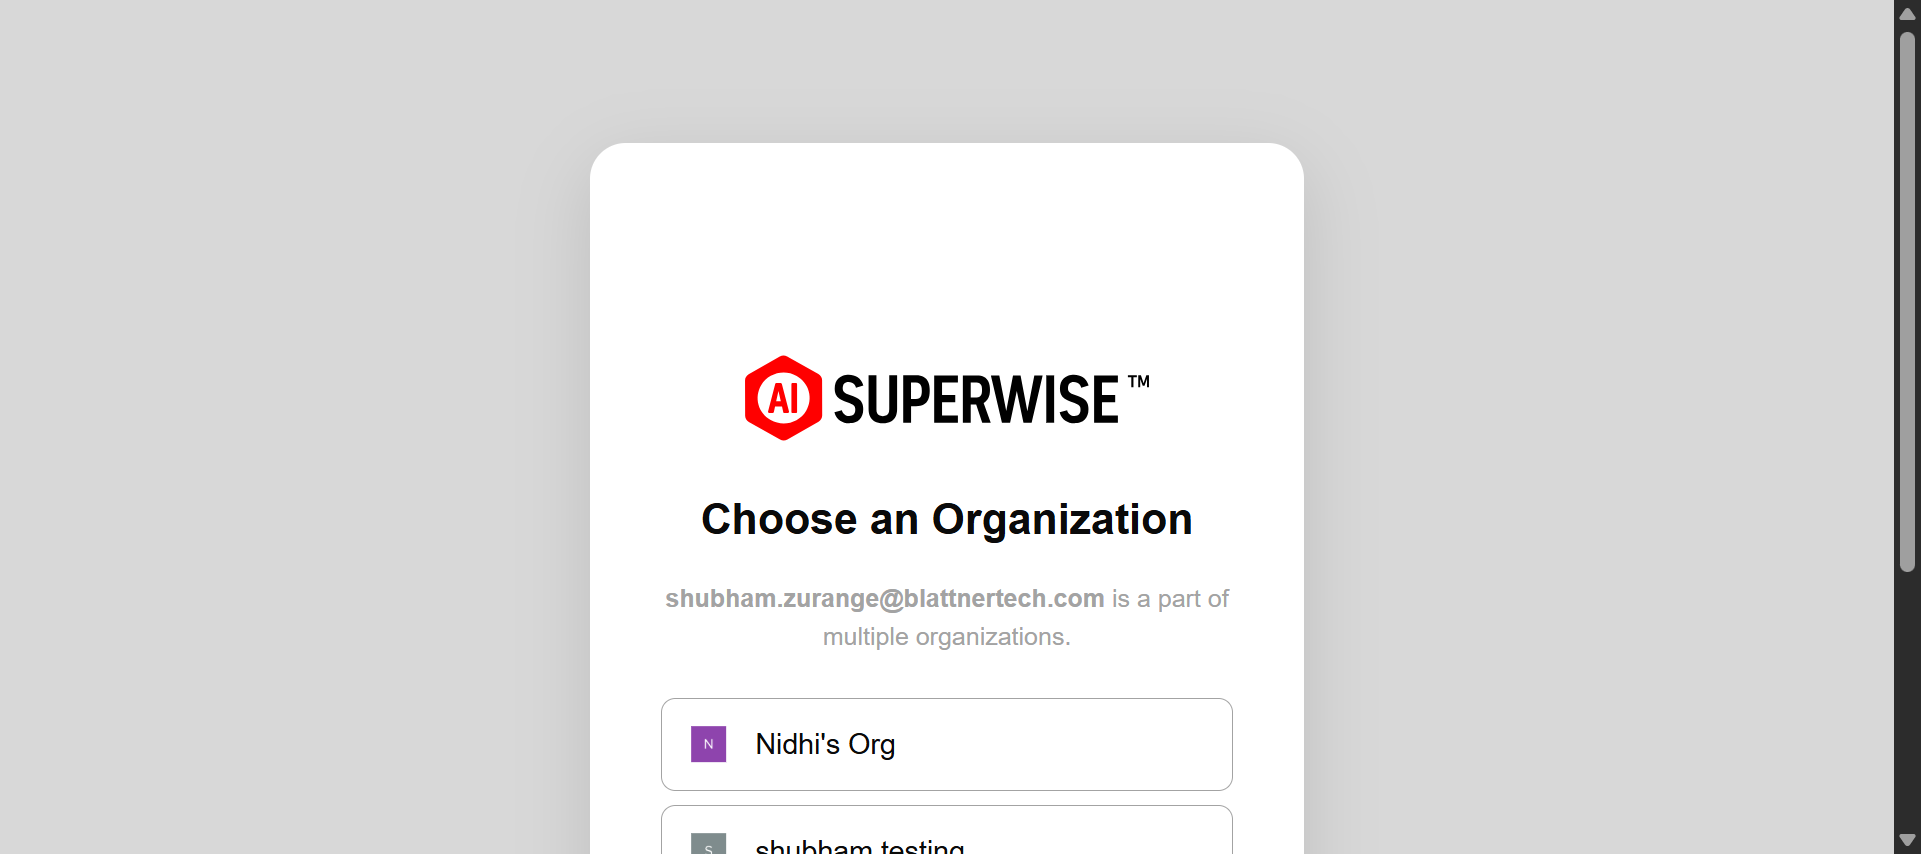 AI SUPERWISE™
Choose an Organization
shubham.zurange@blattnertech.com is a part of
multiple organizations.
N Nidhi's Org
S shubham testing